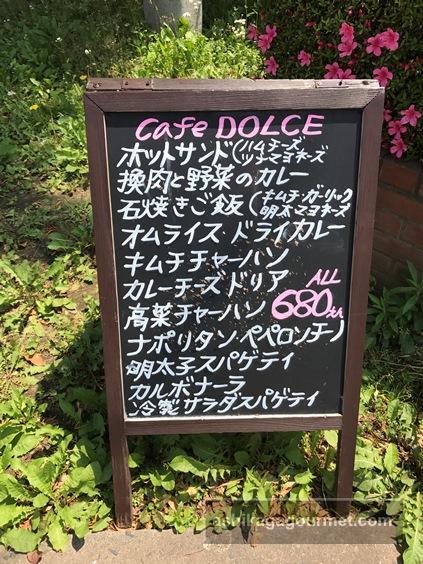 Cafe DOLCE
ホットサンド(ハムチーズ ツナマヨネーズ
挽肉と野菜のカレー
石焼きご飯(キムチ・ガーリック 明太マヨネーズ
オムライス ドライカレー
キムチチャーハン
カレーチーズドリア
ALL
高菜チャーハン 680えん
ナポリタン・ペペロンチーノ
明太子スパゲティ
カルボナーラ
冷製サラダスパゲティ
ashikagagourmet.com